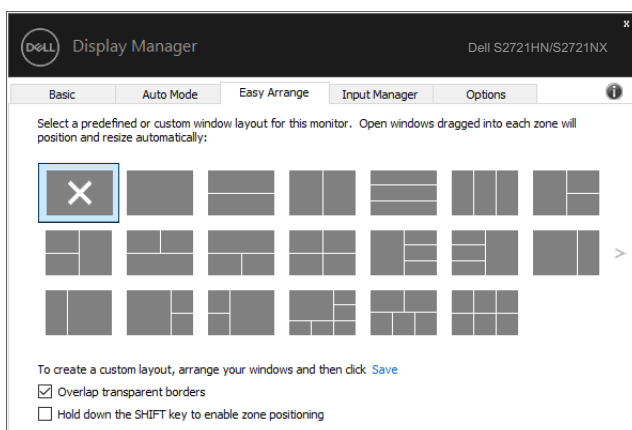 x
DELL Display Manager Dell S2721HN/S2721NX
Basic Auto Mode Easy Arrange Input Manager Options
Select a predefined or custom window layout for this monitor. Open windows dragged into each zone will
position and resize automatically:
To create a custom layout, arrange your windows and then click Save
Overlap transparent borders
Hold down the SHIFT key to enable zone positioning